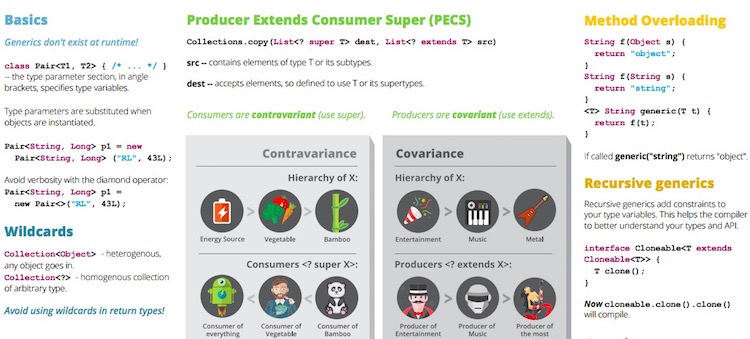 Basics
Generics don't exist at runtime!
class Pair<T1, T2> { /* ... */ }
-- the type parameter section, in angle
brackets, specifies type variables.
Type parameters are substituted when
objects are instantiated.
Pair<String, Long> p1 = new
Pair<String, Long> ("RL", 43L);
Avoid verbosity with the diamond operator:
Pair<String, Long> p1 =
new Pair<>("RL", 43L);
Wildcards
Collection<Object> - heterogenous,
any object goes in.
Collection<?> - homogenous collection
of arbitrary type.
Avoid using wildcards in return types!
Producer Extends Consumer Super (PECS)
Collections.copy(List<? super T> dest, List<? extends T> src)
src -- contains elements of type T or its subtypes.
dest -- accepts elements, so defined to use T or its supertypes.
Consumers are contravariant (use super).
Producers are covariant (use extends).
Contravariance
Hierarchy of X:
>
>
Energy Source
Vegetable
Bamboo
Consumers <? super X>:
>
>
Consumer of
everything
Consumer of
Vegetable
Consumer of
Bamboo
Covariance
Hierarchy of X:
>
>
Entertainment
Music
Metal
Producers <? extends X>:
>
>
Producer of
Entertainment
Producer of
Music
Producer of
the most
Method Overloading
String f(Object s) {
return "object";
}
String f(String s) {
return "string";
}
<T> String generic(T t) {
return f(t);
}
If called generic("string") returns "object".
Recursive generics
Recursive generics add constraints to
your type variables. This helps the compiler
to better understand your types and API.
interface Cloneable<T extends
Cloneable<T>> {
T clone();
}
Now cloneable.clone().clone()
will compile.